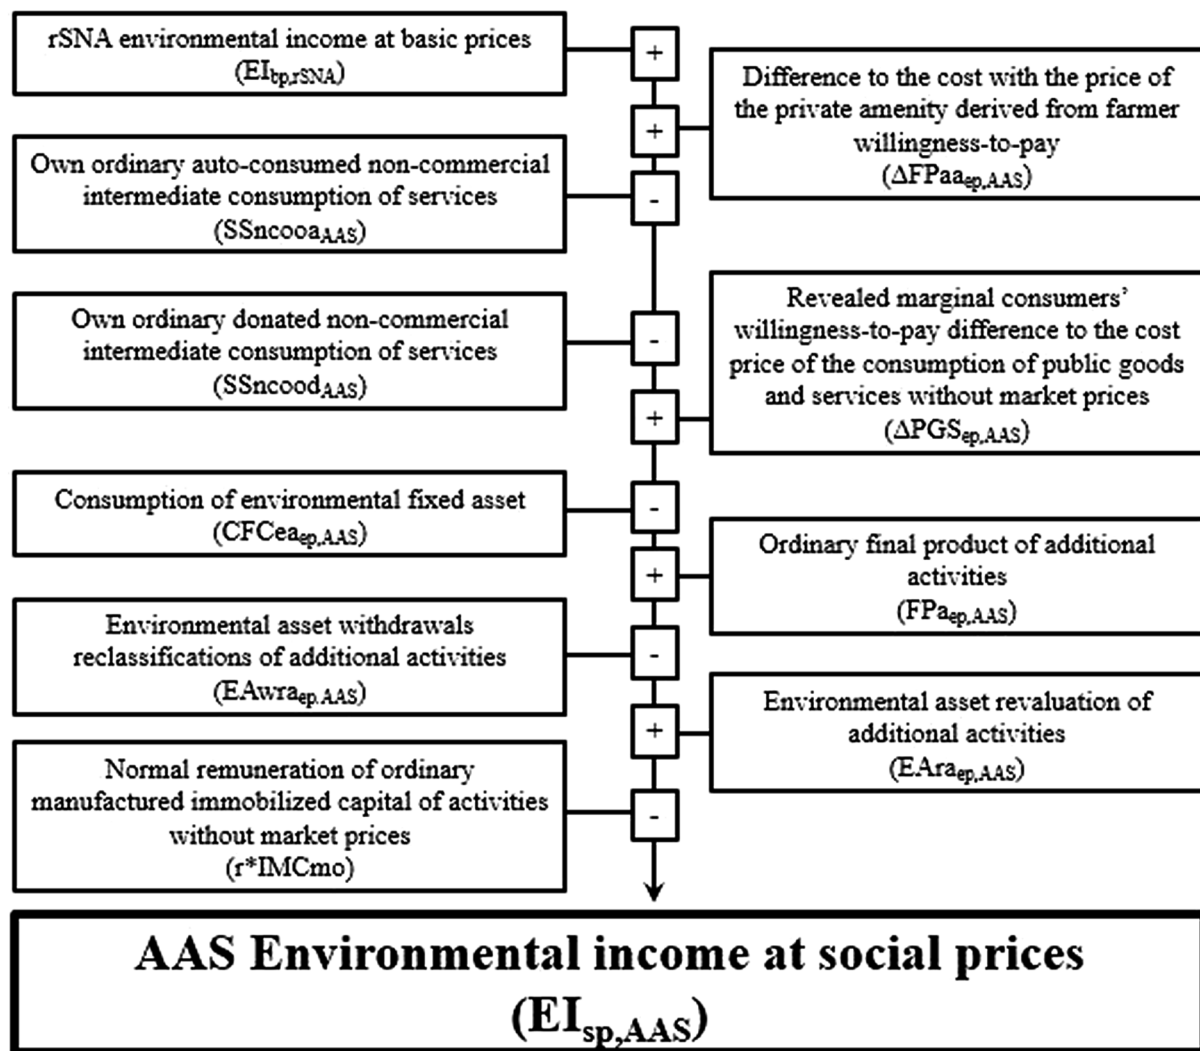 rSNA environmental income at basic prices
(EIbp,rSNA)
+
Difference to the cost with the price of
the private amenity derived from farmer
willingness-to-pay
(ΔFPaaep,AAS)
+
Own ordinary auto-consumed non-commercial
intermediate consumption of services
(SSncooaAAS)
-
Own ordinary donated non-commercial
intermediate consumption of services
(SSncoodAAS)
-
Revealed marginal consumers’
willingness-to-pay difference to the cost
price of the consumption of public goods
and services without market prices
(ΔPGSep,AAS)
+
Consumption of environmental fixed asset
(CFCeaep,AAS)
-
Ordinary final product of additional
activities
(FPaep,AAS)
+
Environmental asset withdrawals
reclassifications of additional activities
(EAwraep,AAS)
-
Environmental asset revaluation of
additional activities
(EAraep,AAS)
+
Normal remuneration of ordinary
manufactured immobilized capital of activities
without market prices
(r*IMCmo)
-
AAS Environmental income at social prices
(EIsp,AAS)